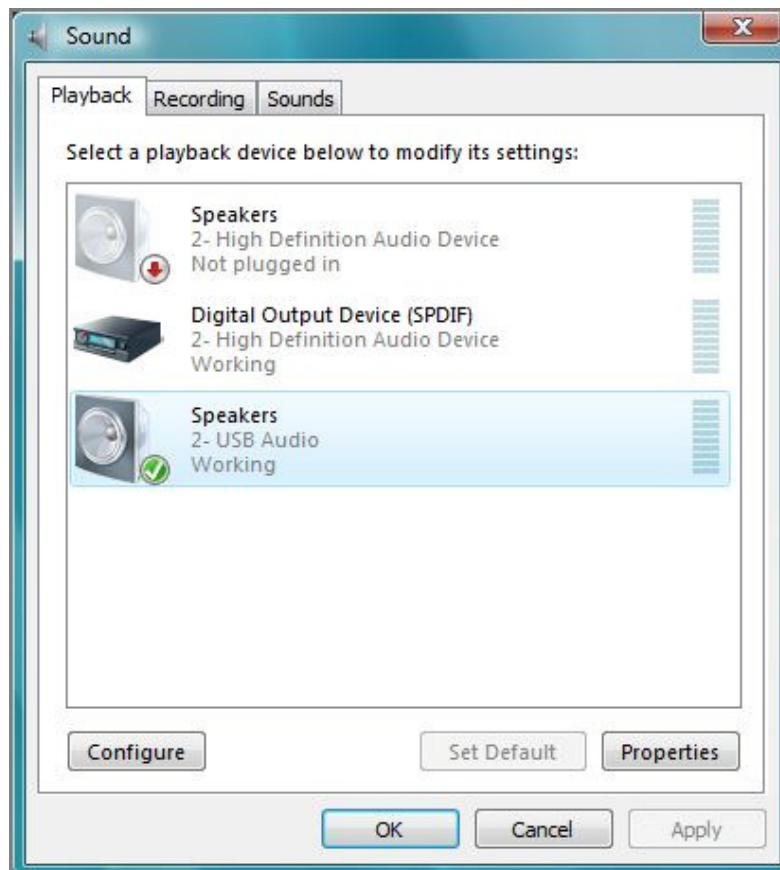 Sound
Playback Recording Sounds
Select a playback device below to modify its settings:
Speakers
2- High Definition Audio Device
Not plugged in
Digital Output Device (SPDIF)
2- High Definition Audio Device
Working
Speakers
2- USB Audio
Working
Configure Set Default Properties
OK Cancel Apply